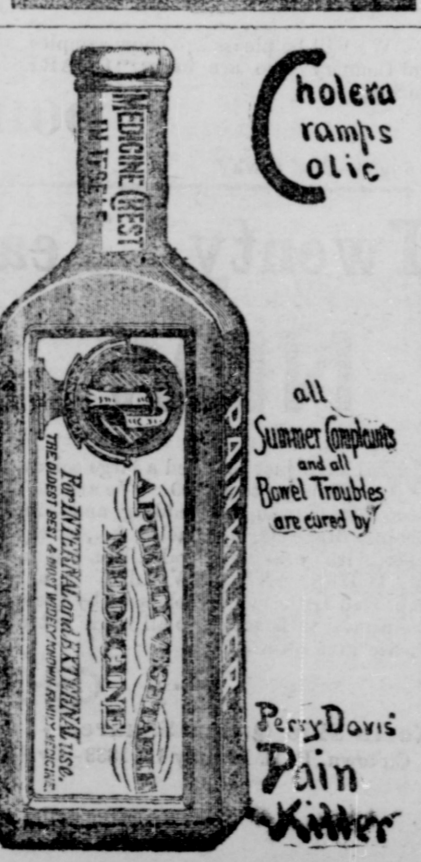 Cholera
Cramps
Colic
MEDICINE CHEST
IN ITSELF
PAIN KILLER
A PURELY VEGETABLE
MEDICINE
For INTERNAL and EXTERNAL use.
THE OLDEST BEST & MOST WIDELY KNOWN FAMILY MEDICINE.
all
Summer Complaints
and all
Bowel Troubles
are cured by
Perry Davis'
Pain
Killer